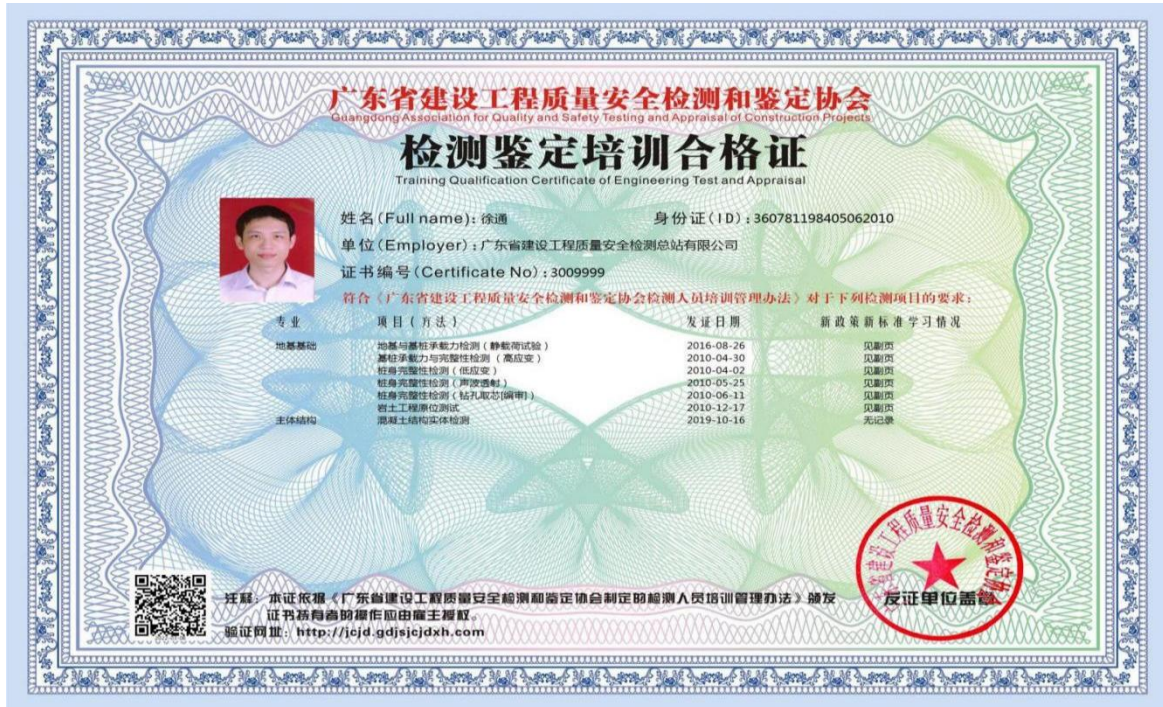 广东省建设工程质量安全检测和鉴定协会
Guangdong Association for Quality and Safety Testing and Appraisal of Construction Projects
检测鉴定培训合格证
Training Qualification Certificate of Engineering Test and Appraisal
姓名(Full name): 徐通 身份证(ID): 360781198405062010
单位(Employer): 广东省建设工程质量安全检测总站有限公司
证书编号(Certificate No): 3009999
符合《广东省建设工程质量安全检测和鉴定协会检测人员培训管理办法》对于下列检测项目的要求:
专业 项目(方法) 发证日期 新政策新标准学习情况
地基基础 地基与基桩承载力检测(静载荷试验) 2016-08-26 见副页
基桩承载力与完整性检测(高应变) 2010-04-30 见副页
桩身完整性检测(低应变) 2010-04-02 见副页
桩身完整性检测(声波透射) 2010-05-25 见副页
桩身完整性检测(钻孔取芯[编审]) 2010-06-11 见副页
岩土工程原位测试 2010-12-17 见副页
主体结构 混凝土结构实体检测 2019-10-16 无记录
广东省建设工程质量安全检测和鉴定协会
发证单位盖章
注释: 本证依据《广东省建设工程质量安全检测和鉴定协会制定的检测人员培训管理办法》颁发
证书持有者的操作应由雇主授权。
验证网址: http://jcjd.gdjsjcjdxh.com